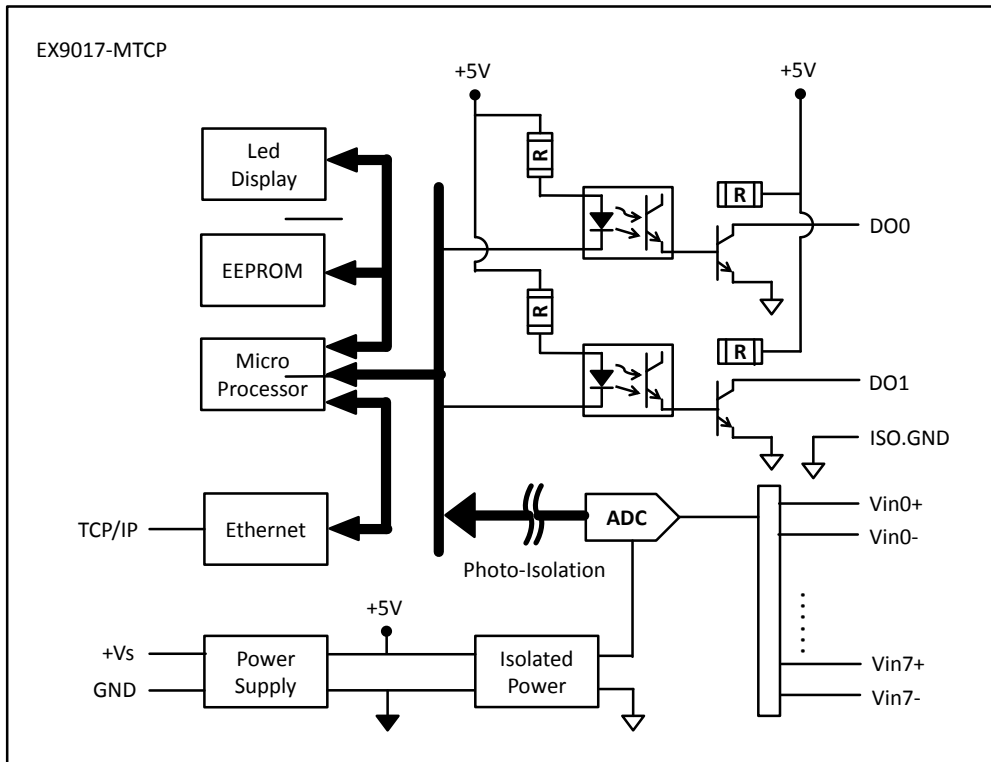 EX9017-MTCP
+5V
+5V
Led
Display
R
R
DO0
EEPROM
R
R
Micro
Processor
DO1
ISO.GND
TCP/IP
Ethernet
ADC
Vin0+
Vin0-
Photo-Isolation
+5V
+Vs
GND
Power
Supply
Isolated
Power
Vin7+
Vin7-